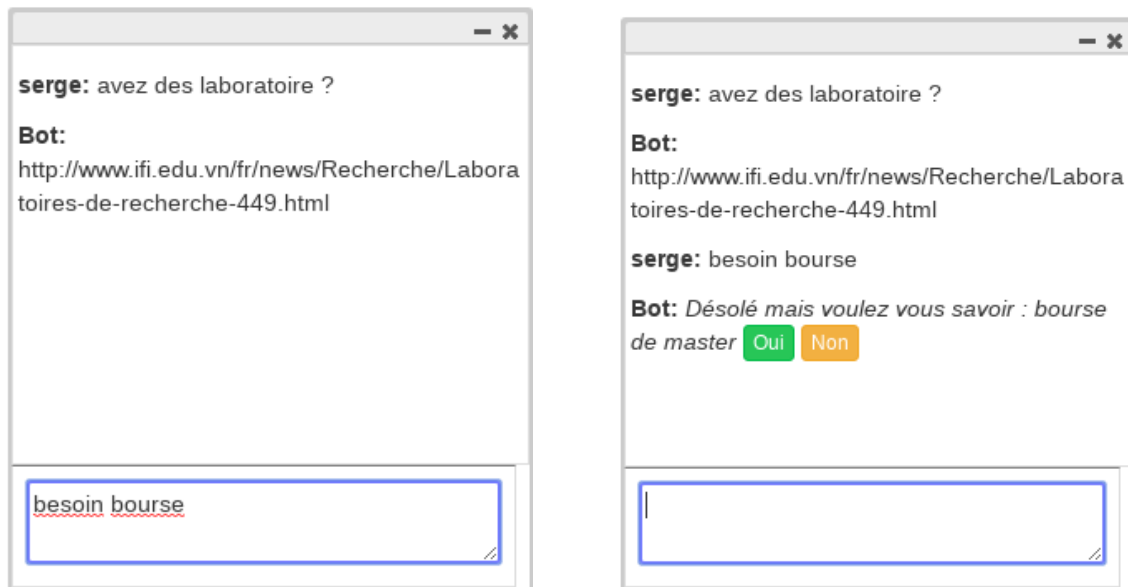 serge: avez des laboratoire ?
Bot:
http://www.ifi.edu.vn/fr/news/Recherche/Labora
toires-de-recherche-449.html
besoin bourse
serge: avez des laboratoire ?
Bot:
http://www.ifi.edu.vn/fr/news/Recherche/Labora
toires-de-recherche-449.html
serge: besoin bourse
Bot: Désolé mais voulez vous savoir : bourse
de master Oui Non